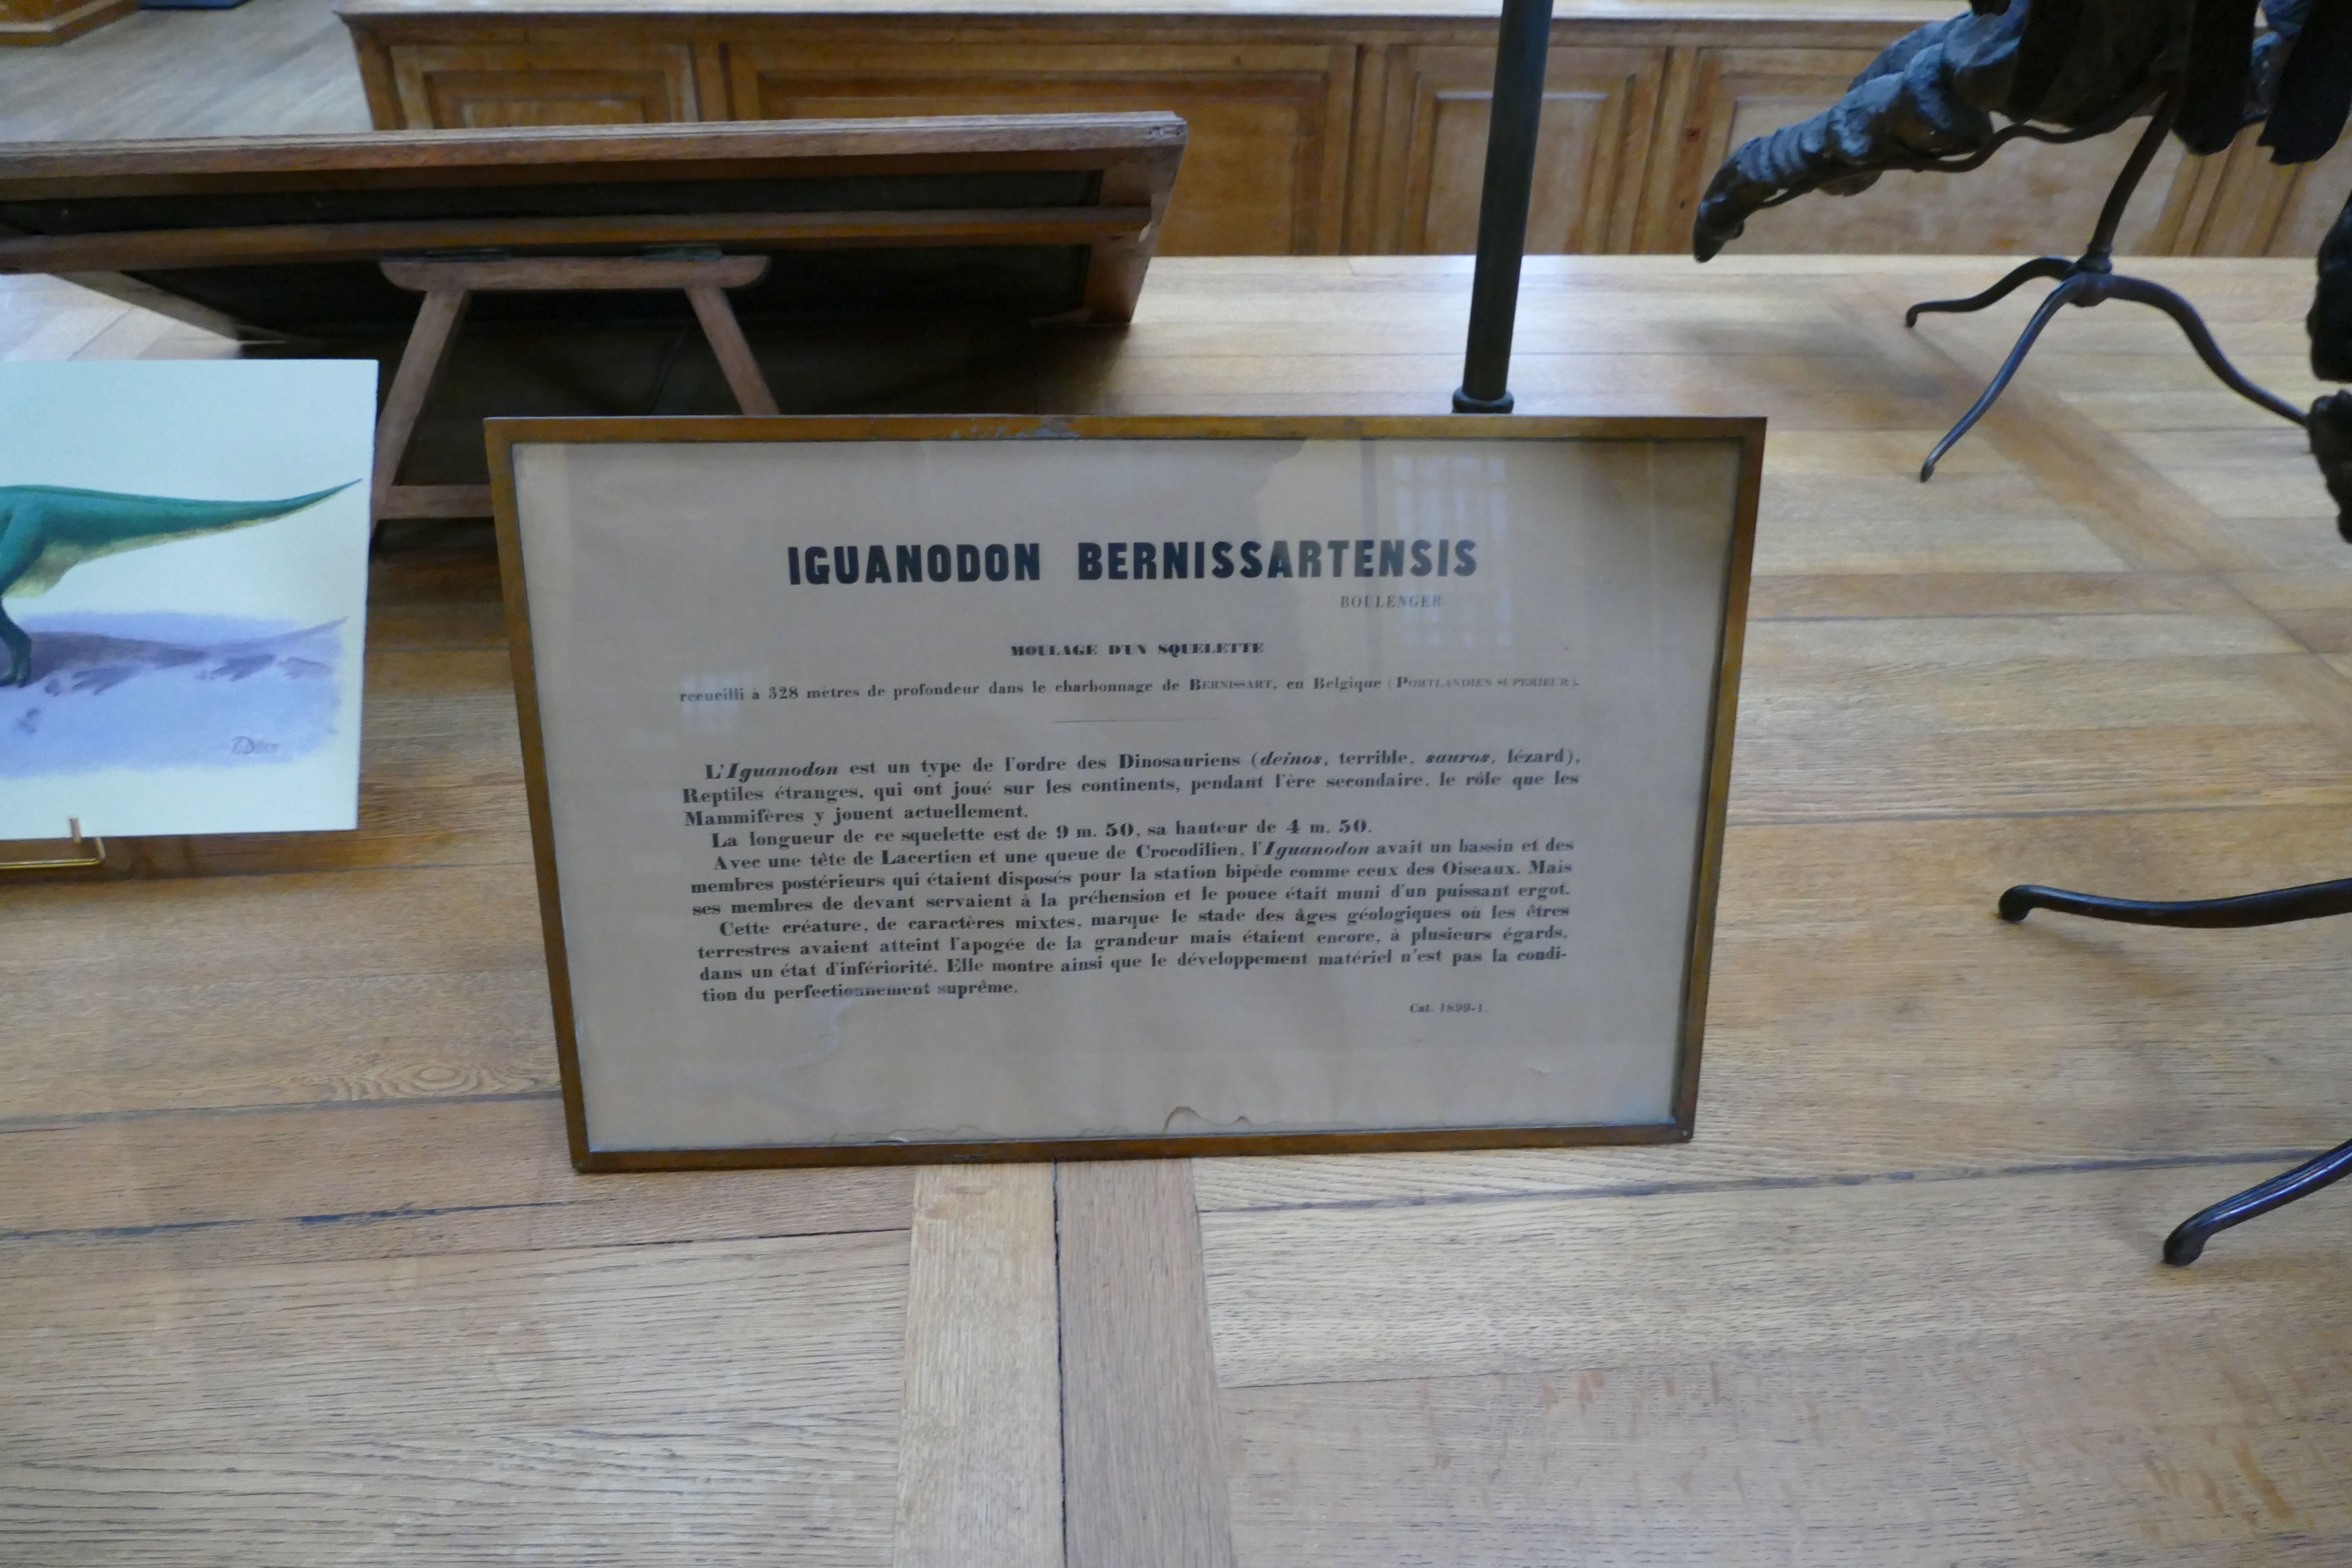 IGUANODON BERNISSARTENSIS
BOULENGER
MOULAGE D'UN SQUELETTE
recueilli à 328 mètres de profondeur dans le charbonnage de BERNISSART, en Belgique (PORTLANDIEN SUPÉRIEUR).
L'Iguanodon est un type de l'ordre des Dinosauriens (deinos, terrible, sauros, lézard),
Reptiles étranges, qui ont joué sur les continents, pendant l'ère secondaire, le rôle que les
Mammifères y jouent actuellement.
La longueur de ce squelette est de 9 m. 50, sa hauteur de 4 m. 50.
Avec une tête de Lacertien et une queue de Crocodilien, l'Iguanodon avait un bassin et des
membres postérieurs qui étaient disposés pour la station bipède comme ceux des Oiseaux. Mais
ses membres de devant servaient à la préhension et le pouce était muni d'un puissant ergot.
Cette créature, de caractères mixtes, marque le stade des âges géologiques où les êtres
terrestres avaient atteint l'apogée de la grandeur mais étaient encore, à plusieurs égards,
dans un état d'infériorité. Elle montre ainsi que le développement matériel n'est pas la condi-
tion du perfectionnement suprême.
Cat. 1899-1.